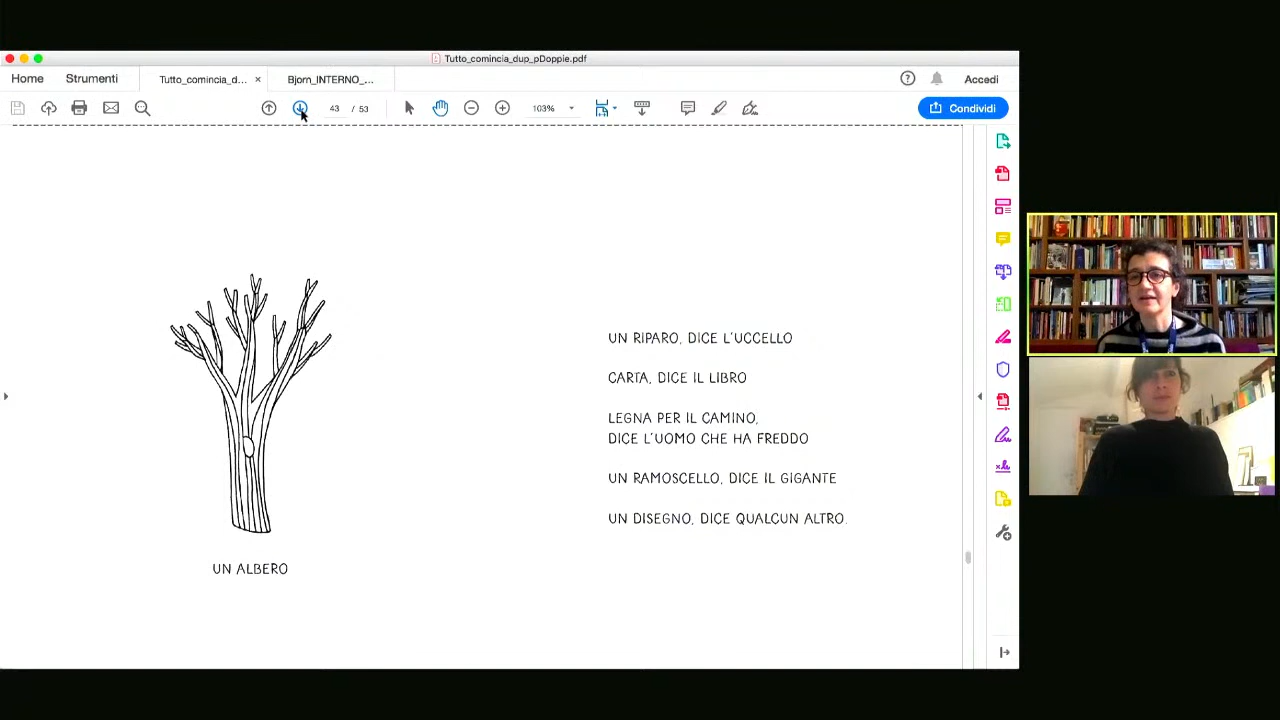 Tutto_comincia_dup_pDoppie.pdf
Home
Strumenti
Tutto_comincia_d...
Bjorn_INTERNO_...
Accedi
43 / 53
103%
Condividi
UN ALBERO
UN RIPARO, DICE L'UCCELLO
CARTA, DICE IL LIBRO
LEGNA PER IL CAMINO,
DICE L'UOMO CHE HA FREDDO
UN RAMOSCELLO, DICE IL GIGANTE
UN DISEGNO, DICE QUALCUN ALTRO.